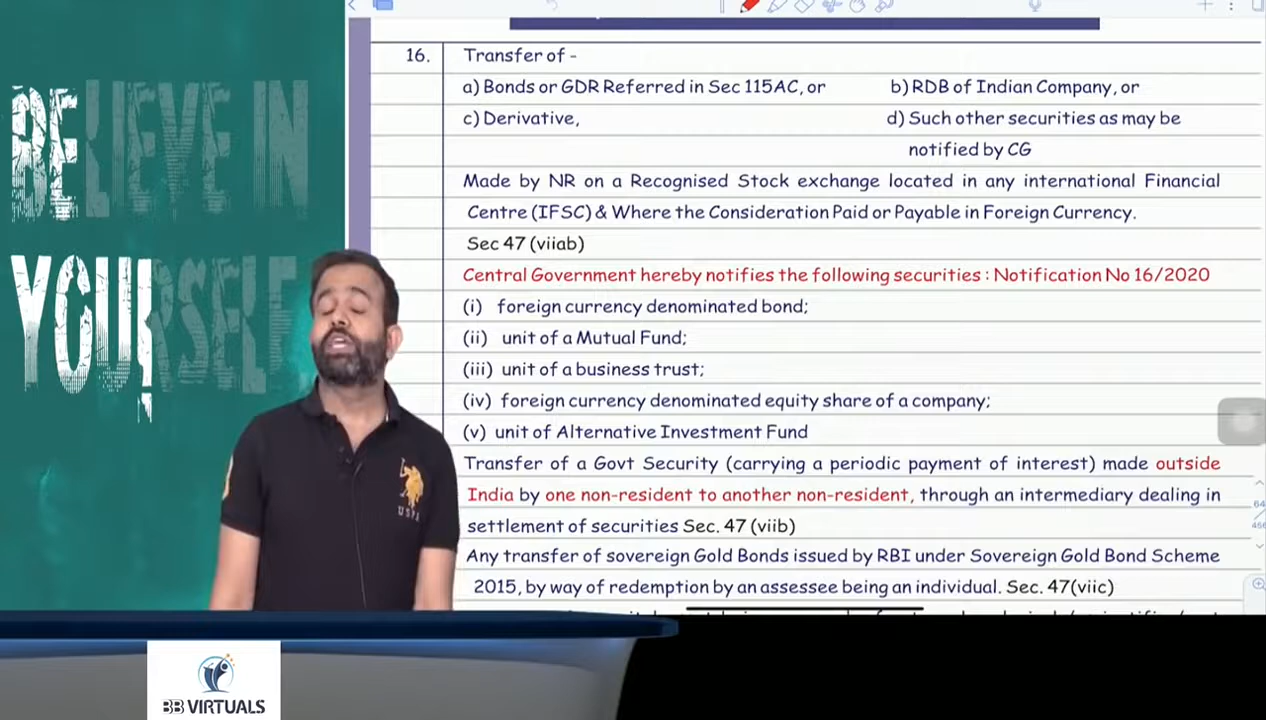 BELIEVE IN
YOURSELF
16. Transfer of -
a) Bonds or GDR Referred in Sec 115AC, or b) RDB of Indian Company, or
c) Derivative, d) Such other securities as may be
notified by CG
Made by NR on a Recognised Stock exchange located in any international Financial
Centre (IFSC) & Where the Consideration Paid or Payable in Foreign Currency.
Sec 47 (viiab)
Central Government hereby notifies the following securities : Notification No 16/2020
(i) foreign currency denominated bond;
(ii) unit of a Mutual Fund;
(iii) unit of a business trust;
(iv) foreign currency denominated equity share of a company;
(v) unit of Alternative Investment Fund
Transfer of a Govt Security (carrying a periodic payment of interest) made outside
India by one non-resident to another non-resident, through an intermediary dealing in
settlement of securities Sec. 47 (viib)
Any transfer of sovereign Gold Bonds issued by RBI under Sovereign Gold Bond Scheme
2015, by way of redemption by an assessee being an individual. Sec. 47(viic)
USPA
BB VIRTUALS